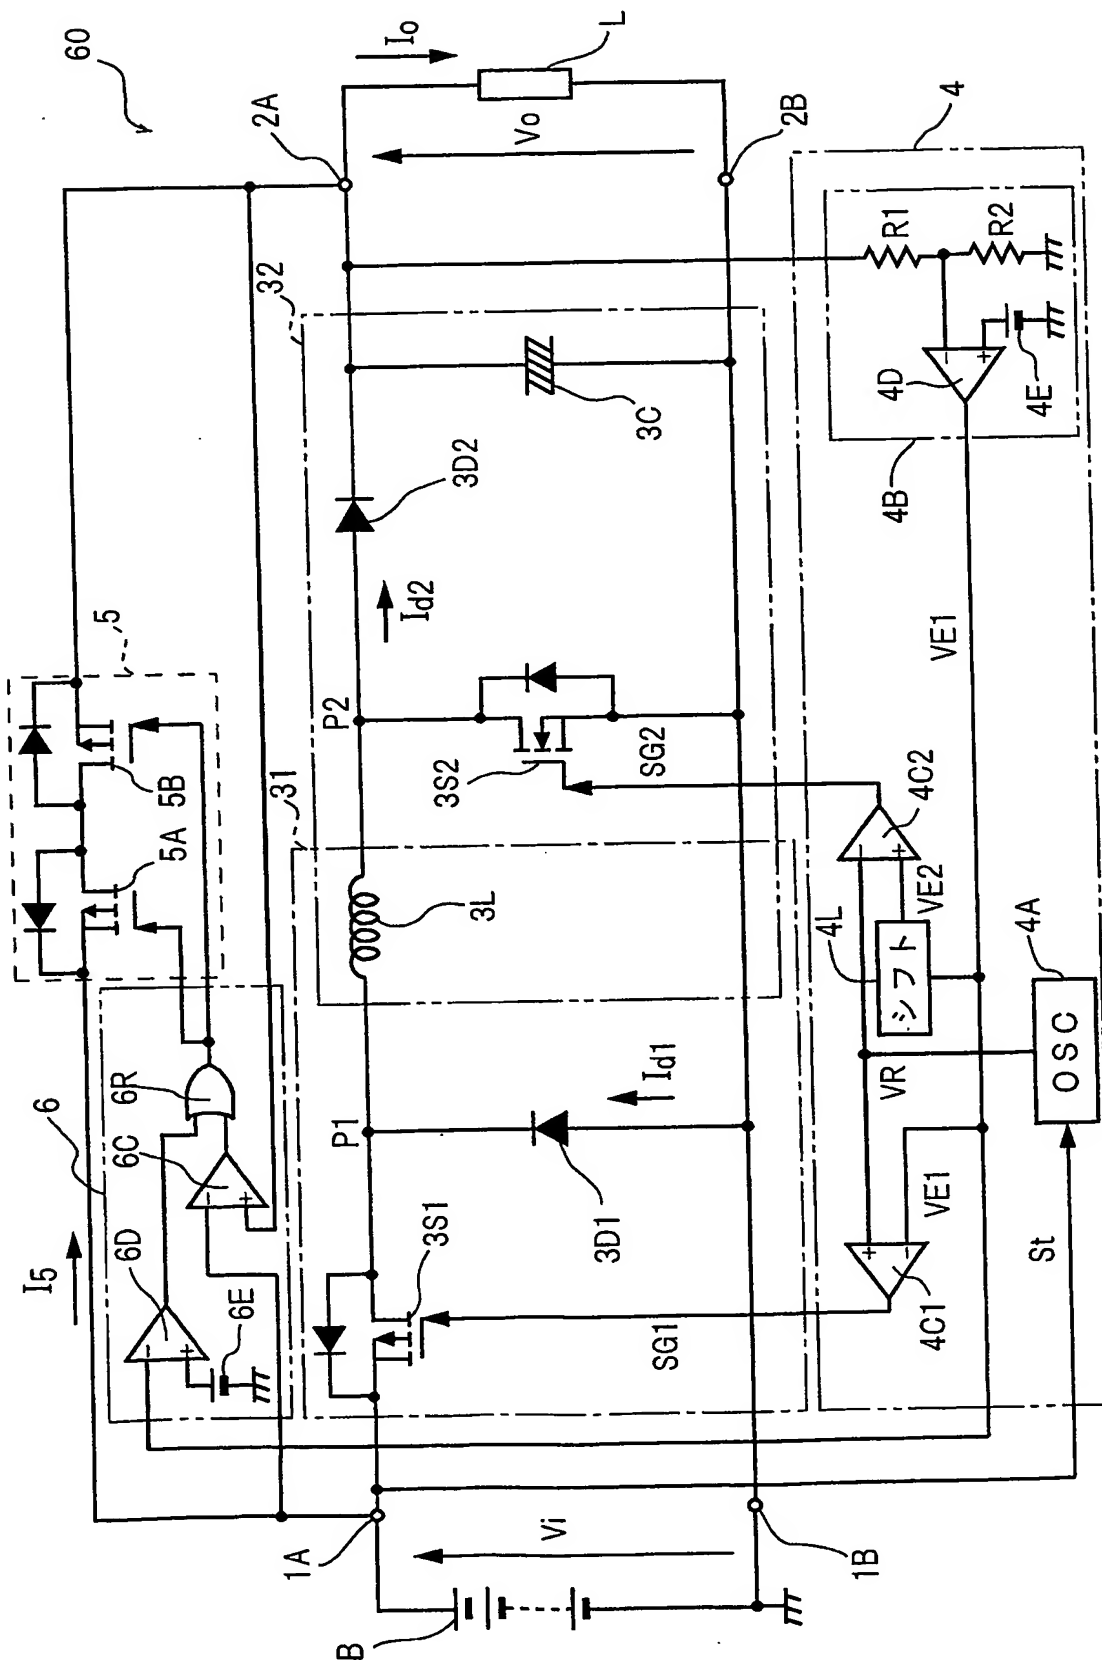 60
I5
6
6D
6E
6C
6R
5
5A
5B
2A
Io
L
Vo
2B
32
31
P1
P2
3S1
3L
Id1
3D1
3S2
SG2
Id2
3D2
3C
SG1
1A
Vi
1B
B
4
R1
R2
4D
4E
4B
VE1
4C2
VE2
4L
シフト
VR
4A
OSC
VE1
4C1
St